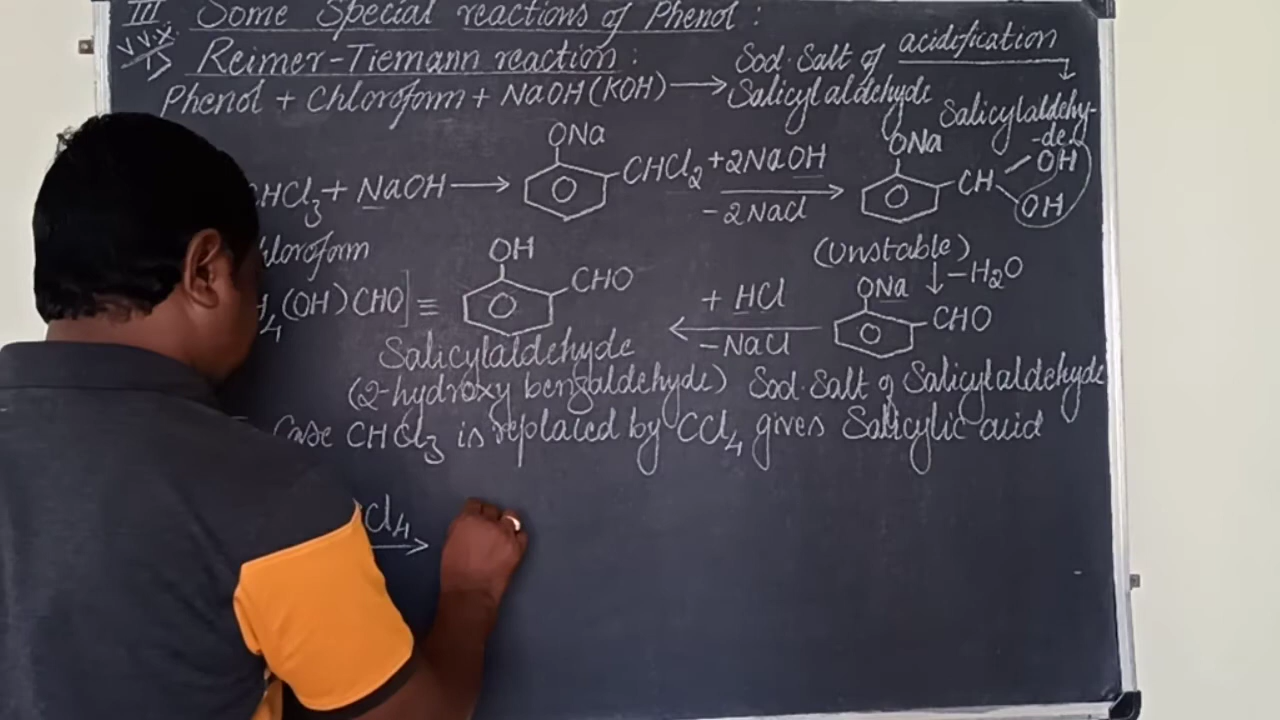 III Some Special reactions of Phenol :
V.V.X.
1) Reimer-Tiemann reaction :
Phenol + Chloroform + NaOH (KOH) ⟶ Sod. Salt of Salicylaldehyde
acidification ↓
Salicylaldehy-
-de
CHCl₃ + NaOH ⟶
ONa
CHCl₂
+2NaOH
-2NaCl
ONa
CH
OH
OH
(Unstable)
↓ -H₂O
Chloroform
(OH) CHO] ≡
OH
CHO
+ HCl
-NaCl
ONa
CHO
Salicylaldehyde
(2-hydroxy benzaldehyde)
Sod. Salt of Salicylaldehyde
Case CHCl₃ is replaced by CCl₄ gives Salicylic acid
Cl₄